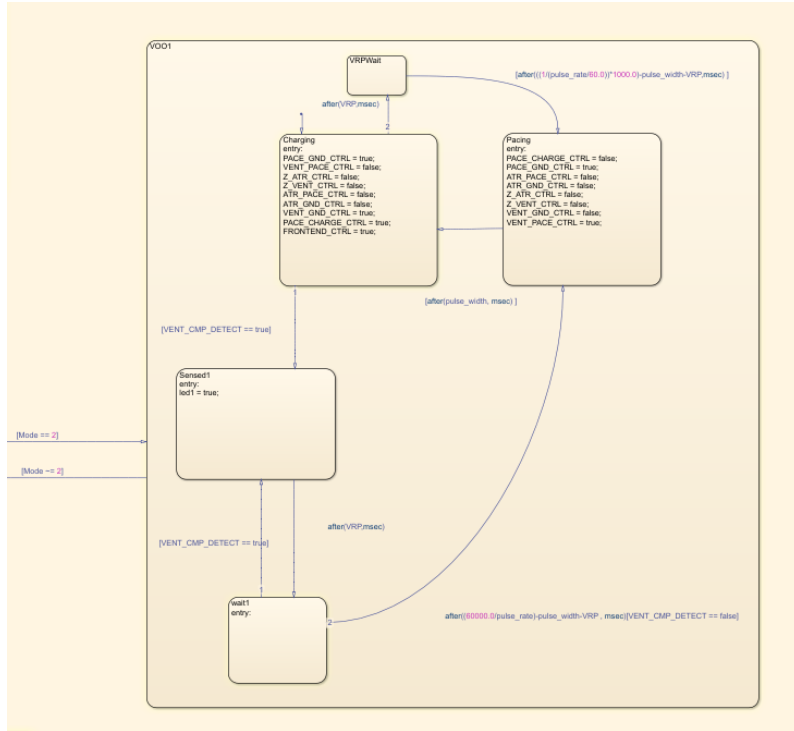 VOO1
VRPWait
[after(((1/(pulse_rate/60.0))*1000.0)-pulse_width-VRP,msec) ]
after(VRP,msec)
2
Charging
entry:
PACE_GND_CTRL = true;
VENT_PACE_CTRL = false;
Z_ATR_CTRL = false;
Z_VENT_CTRL = false;
ATR_PACE_CTRL = false;
ATR_GND_CTRL = false;
VENT_GND_CTRL = true;
PACE_CHARGE_CTRL = true;
FRONTEND_CTRL = true;
Pacing
entry:
PACE_CHARGE_CTRL = false;
PACE_GND_CTRL = true;
ATR_PACE_CTRL = false;
ATR_GND_CTRL = false;
Z_ATR_CTRL = false;
Z_VENT_CTRL = false;
VENT_GND_CTRL = false;
VENT_PACE_CTRL = true;
1
[after(pulse_width, msec) ]
[VENT_CMP_DETECT == true]
Sensed1
entry:
led1 = true;
[Mode == 2]
[Mode ~= 2]
after(VRP,msec)
[VENT_CMP_DETECT == true]
1
wait1
entry:
2
after((60000.0/pulse_rate)-pulse_width-VRP , msec)[VENT_CMP_DETECT == false]